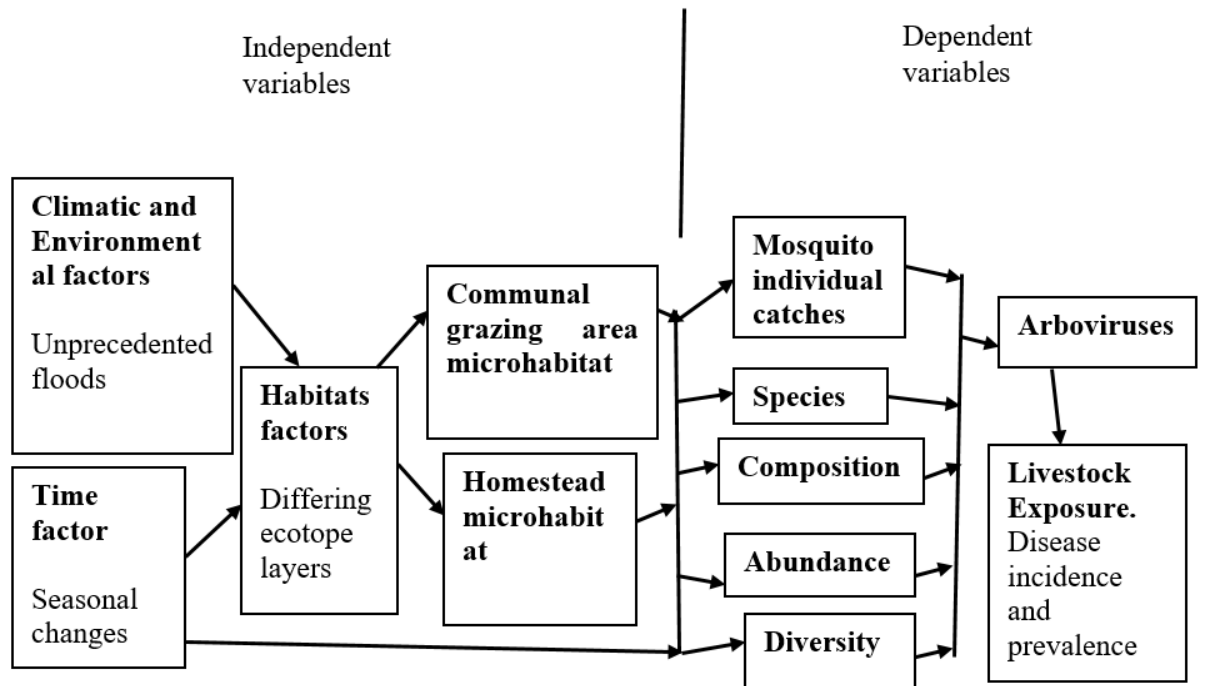 Independent
variables
Dependent
variables
Climatic and
Environment
al factors
Unprecedented
floods
Time
factor
Seasonal
changes
Habitats
factors
Differing
ecotope
layers
Communal
grazing area
microhabitat
Homestead
microhabit
at
Mosquito
individual
catches
Species
Composition
Abundance
Diversity
Arboviruses
Livestock
Exposure.
Disease
incidence
and
prevalence